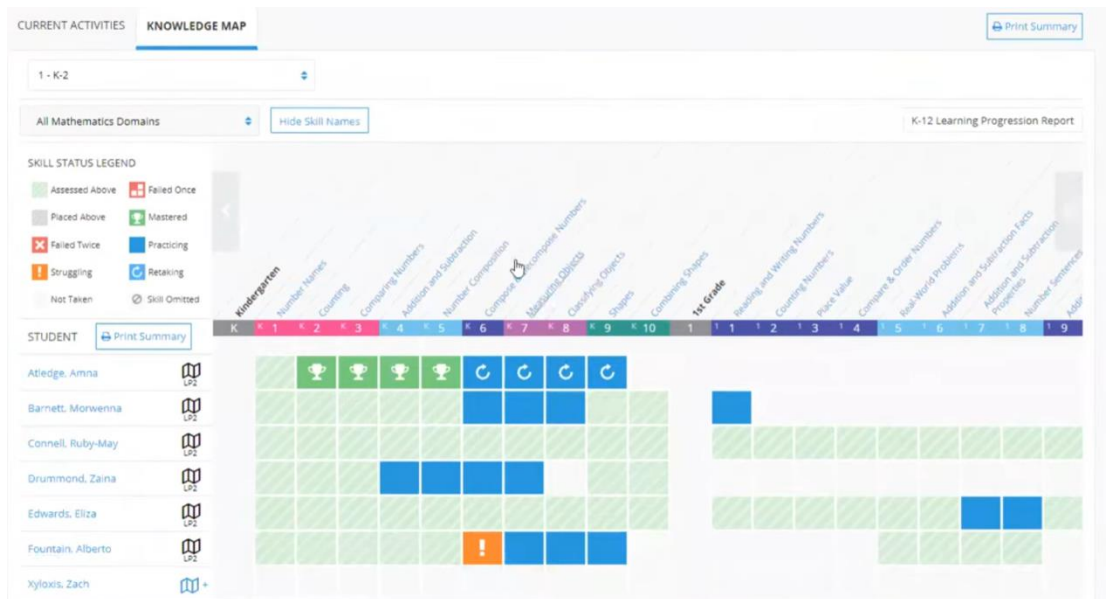 CURRENT ACTIVITIES KNOWLEDGE MAP Print Summary
1 - K-2
All Mathematics Domains Hide Skill Names K-12 Learning Progression Report
SKILL STATUS LEGEND
Assessed Above Failed Once
Placed Above Mastered
Failed Twice Practicing
Struggling Retaking
Not Taken Skill Omitted
Kindergarten
Number Names
Counting
Comparing Numbers
Addition and Subtraction
Number Composition
Compose & Decompose Numbers
Measuring Objects
Classifying Objects
Shapes
Combining Shapes
1st Grade
Reading and Writing Numbers
Counting Numbers
Place Value
Compare & Order Numbers
Real World Problems
Addition and Subtraction Facts
Addition and Subtraction
Properties
Number Sentences
K K 1 K 2 K 3 K 4 K 5 K 6 K 7 K 8 K 9 K 10 1 1 1 1 2 1 3 1 4 1 5 1 6 1 7 1 8 1 9
STUDENT Print Summary
Atledge, Amna LP2
Barnett, Morwenna LP2
Connell, Ruby-May LP2
Drummond, Zaina LP2
Edwards, Eliza LP2
Fountain, Alberto LP2
Xyloxis, Zach +